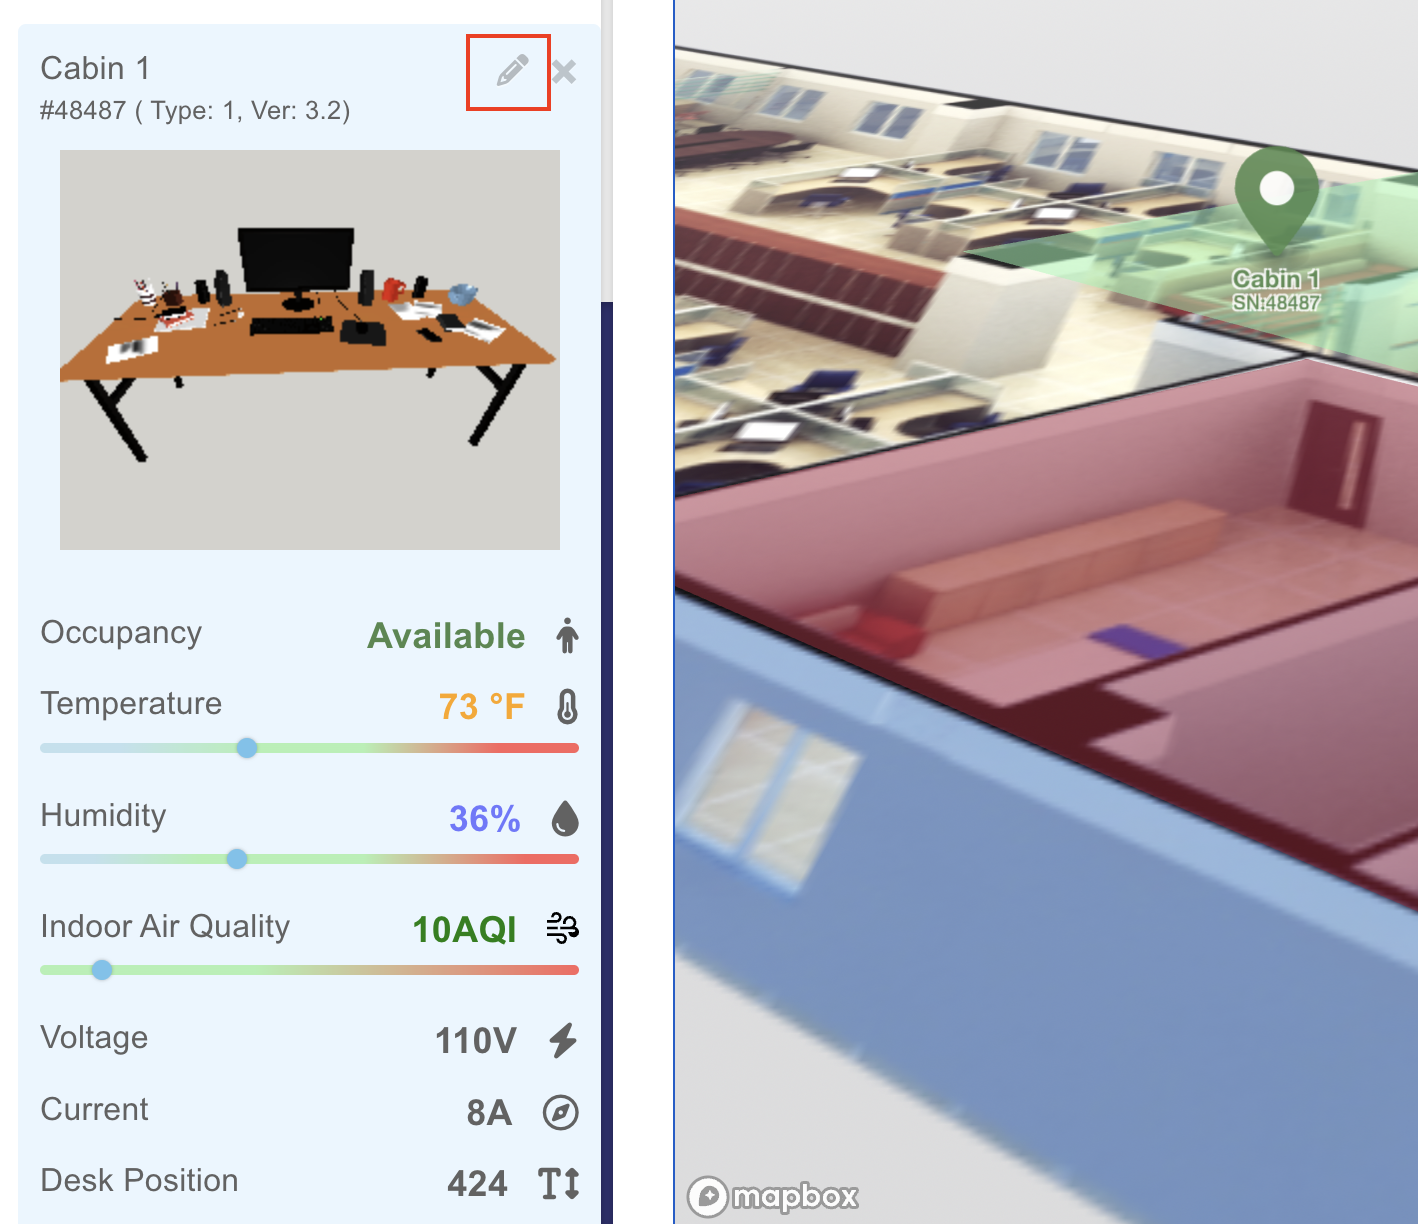 Cabin 1
#48487 ( Type: 1, Ver: 3.2)
Occupancy Available
Temperature 73 °F
Humidity 36%
Indoor Air Quality 10AQI
Voltage 110V
Current 8A
Desk Position 424
Cabin 1
SN:48487
mapbox